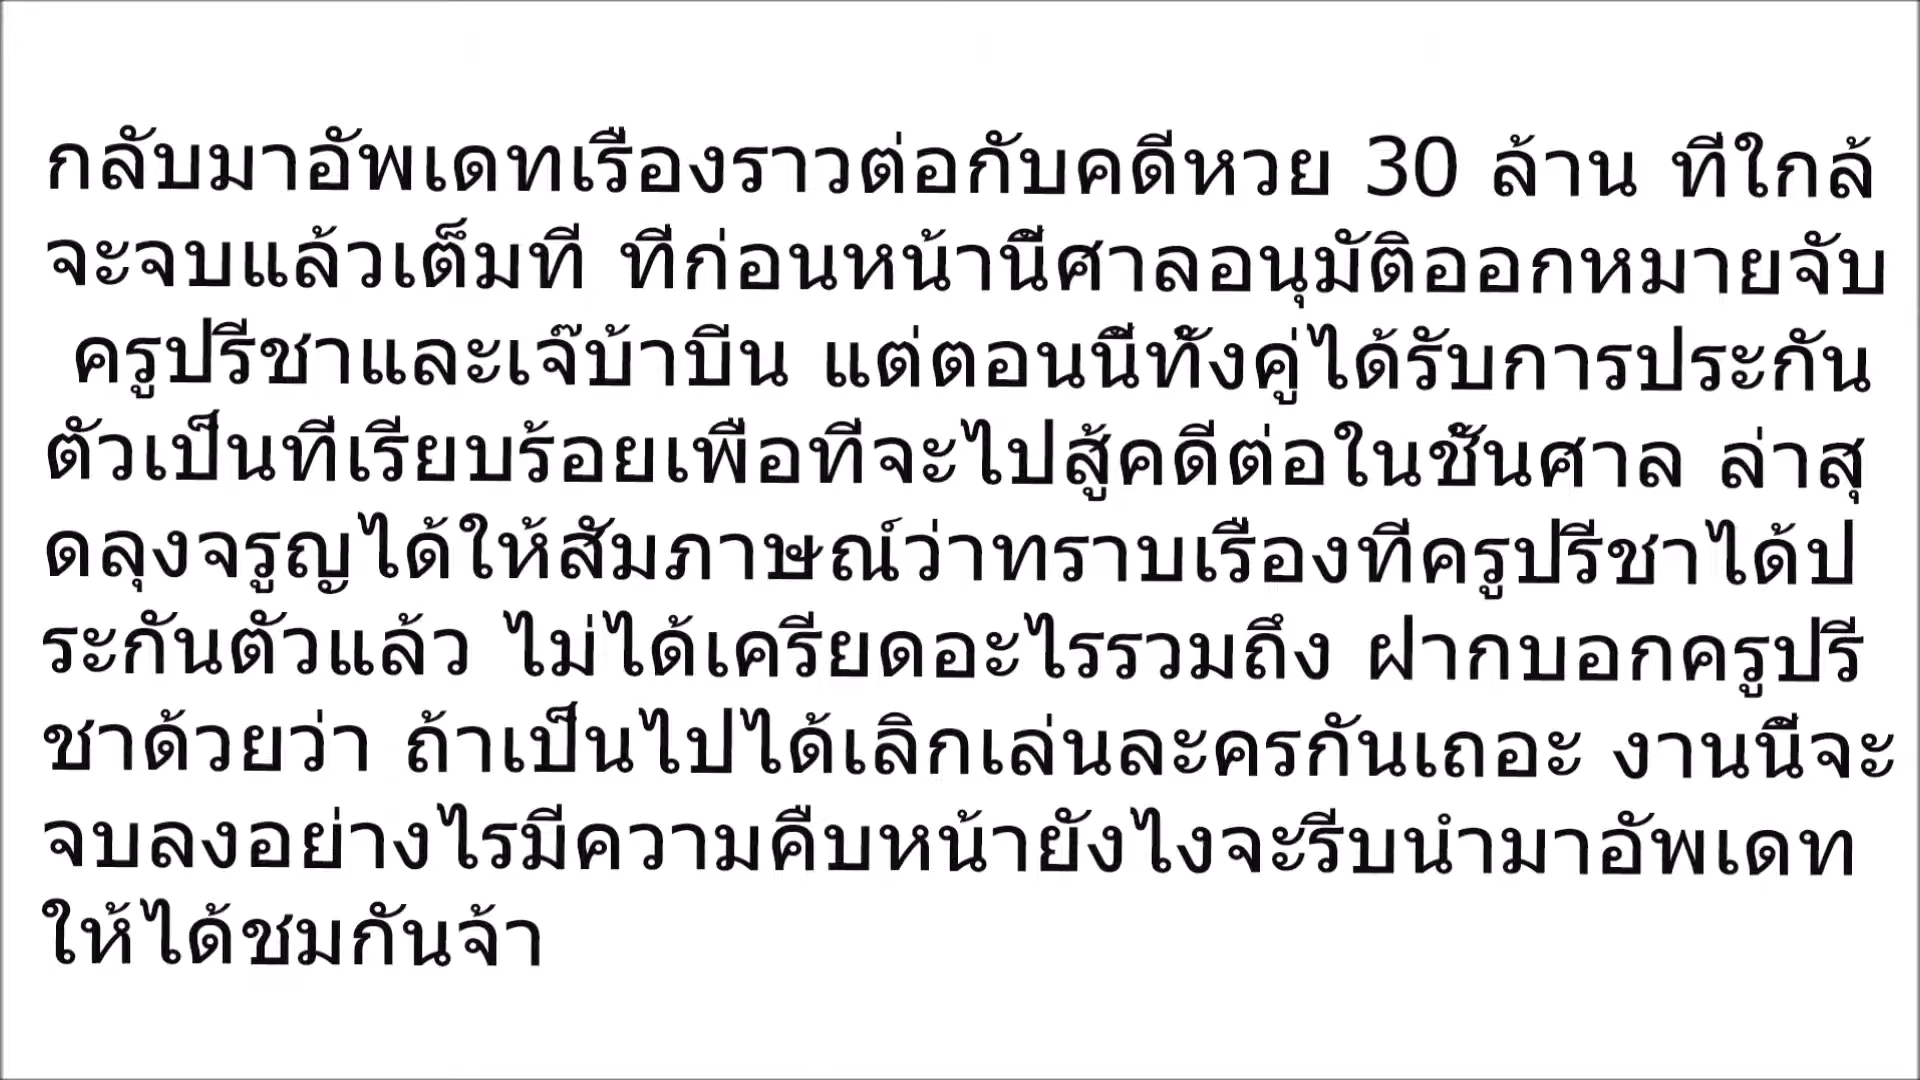 กลับมาอัพเดทเรื่องราวต่อกับคดีหวย 30 ล้าน ที่ใกล้
จะจบแล้วเต็มที ที่ก่อนหน้านี้ศาลอนุมัติออกหมายจับ
ครูปรีชาและเจ๊บ้าบิ่น แต่ตอนนี้ทั้งคู่ได้รับการประกัน
ตัวเป็นที่เรียบร้อยเพื่อที่จะไปสู้คดีต่อในชั้นศาล ล่าสุ
ดลุงจรูญได้ให้สัมภาษณ์ว่าทราบเรื่องที่ครูปรีชาได้ป
ระกันตัวแล้ว ไม่ได้เครียดอะไรรวมถึง ฝากบอกครูปรี
ชาด้วยว่า ถ้าเป็นไปได้เลิกเล่นละครกันเถอะ งานนี้จะ
จบลงอย่างไรมีความคืบหน้ายังไงจะรีบนำมาอัพเดท
ให้ได้ชมกันจ้า